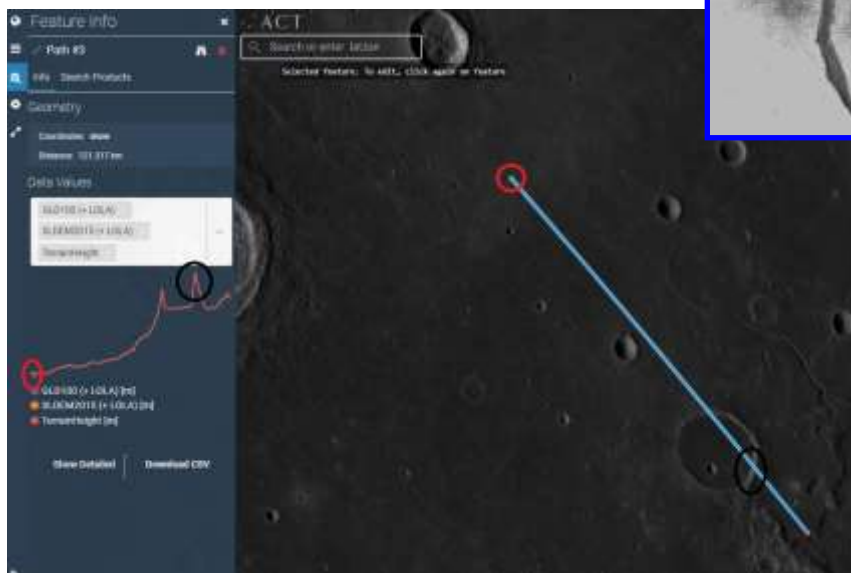 Feature Info
Path #3
Info Search Products
Geometry
Coordinates show
Distance 121.317 km
Data Values
GLD100 (+ LOLA)
SLDEM2015 (+ LOLA)
TerrainHeight
GLD100 (+ LOLA) [m]
SLDEM2015 (+ LOLA) [m]
TerrainHeight [m]
Show Detailed
Download CSV
ACT
Search or enter lat,lon
Selected feature: To edit, click again on feature